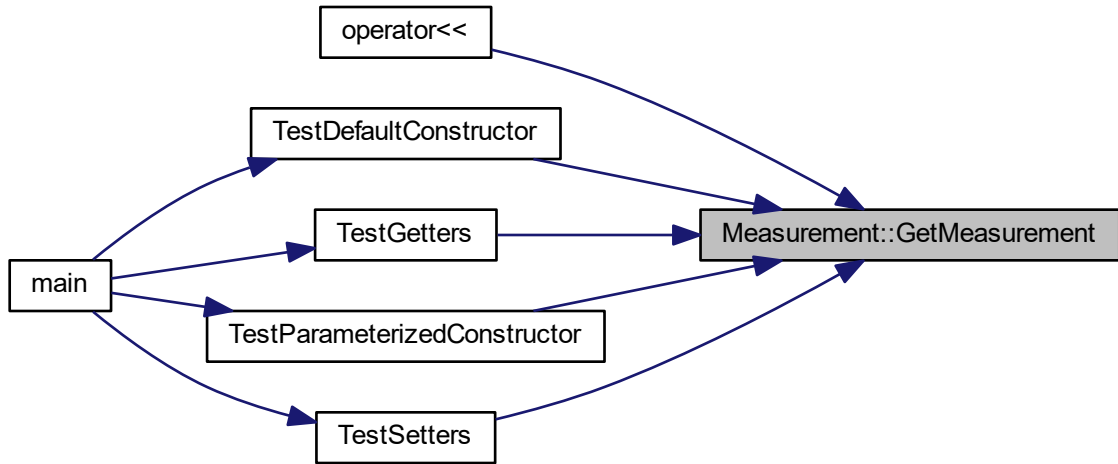 operator<<
TestDefaultConstructor
TestGetters
Measurement::GetMeasurement
main
TestParameterizedConstructor
TestSetters